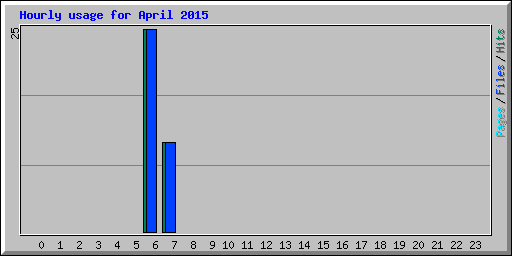 Hourly usage for April 2015
25
Pages/Files/Hits
0 1 2 3 4 5 6 7 8 9 10 11 12 13 14 15 16 17 18 19 20 21 22 23